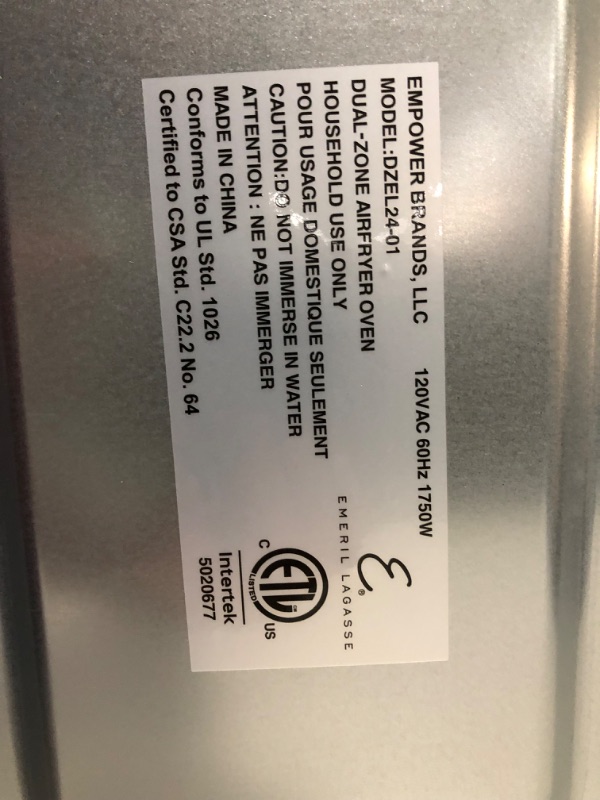 EMPOWER BRANDS, LLC 120VAC 60Hz 1750W
MODEL:DZEL24-01
DUAL-ZONE AIRFRYER OVEN
HOUSEHOLD USE ONLY
POUR USAGE DOMESTIQUE SEULEMENT
CAUTION:DO NOT IMMERSE IN WATER
ATTENTION : NE PAS IMMERGER
MADE IN CHINA
Conforms to UL Std. 1026
Certified to CSA Std. C22.2 No. 64
E®
EMERIL LAGASSE
ETL CM
LISTED
C US
Intertek
5020677